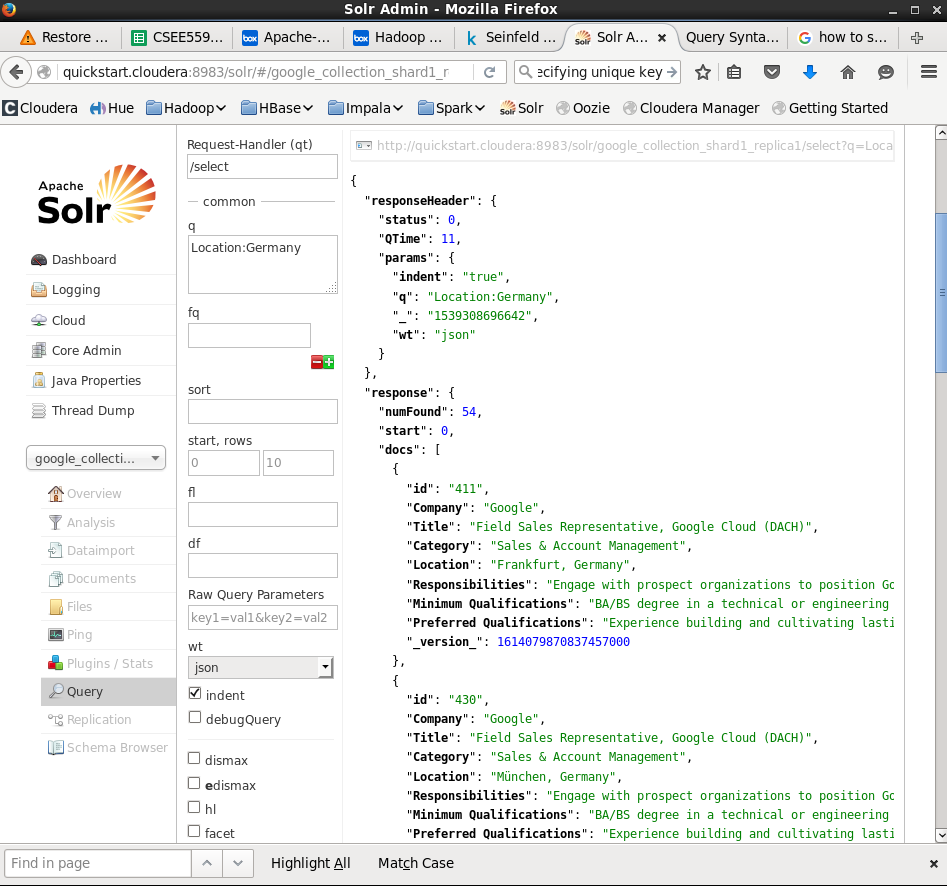 Solr Admin - Mozilla Firefox
Restore ...
CSEE559...
Apache-...
Hadoop ...
Seinfeld ...
Solr A...
Query Synta...
how to s...
quickstart.cloudera:8983/solr/#/google_collection_shard1_r
ecifying unique key
Cloudera
Hue
Hadoop
HBase
Impala
Spark
Solr
Oozie
Cloudera Manager
Getting Started
Apache
Solr
Dashboard
Logging
Cloud
Core Admin
Java Properties
Thread Dump
google_collecti...
Overview
Analysis
Dataimport
Documents
Files
Ping
Plugins / Stats
Query
Replication
Schema Browser
Request-Handler (qt)
/select
common
q
Location:Germany
fq
sort
start, rows
0
10
fl
df
Raw Query Parameters
key1=val1&key2=val2
wt
json
indent
debugQuery
dismax
edismax
hl
facet
http://quickstart.cloudera:8983/solr/google_collection_shard1_replica1/select?q=Loca
{
"responseHeader": {
"status": 0,
"QTime": 11,
"params": {
"indent": "true",
"q": "Location:Germany",
"_": "1539308696642",
"wt": "json"
}
},
"response": {
"numFound": 54,
"start": 0,
"docs": [
{
"id": "411",
"Company": "Google",
"Title": "Field Sales Representative, Google Cloud (DACH)",
"Category": "Sales & Account Management",
"Location": "Frankfurt, Germany",
"Responsibilities": "Engage with prospect organizations to position Go
"Minimum Qualifications": "BA/BS degree in a technical or engineering
"Preferred Qualifications": "Experience building and cultivating lasti
"_version_": 1614079870837457000
},
{
"id": "430",
"Company": "Google",
"Title": "Field Sales Representative, Google Cloud (DACH)",
"Category": "Sales & Account Management",
"Location": "München, Germany",
"Responsibilities": "Engage with prospect organizations to position Go
"Minimum Qualifications": "BA/BS degree in a technical or engineering
"Preferred Qualifications": "Experience building and cultivating lasti
Find in page
Highlight All
Match Case